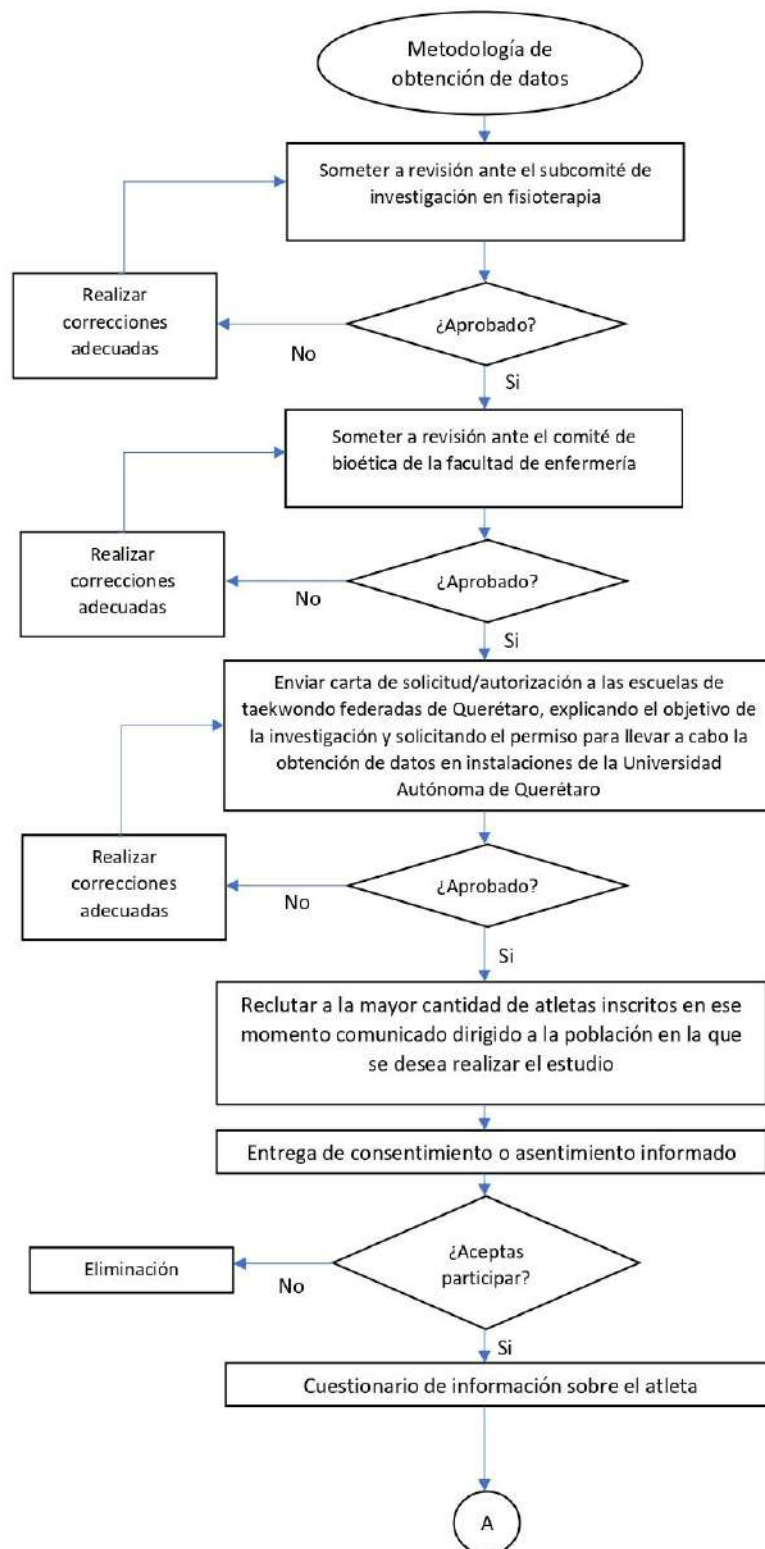 Metodología de
obtención de datos
Someter a revisión ante el subcomité de
investigación en fisioterapia
Realizar
correcciones
adecuadas
No
¿Aprobado?
Si
Someter a revisión ante el comité de
bioética de la facultad de enfermería
Realizar
correcciones
adecuadas
No
¿Aprobado?
Si
Enviar carta de solicitud/autorización a las escuelas de
taekwondo federadas de Querétaro, explicando el objetivo de
la investigación y solicitando el permiso para llevar a cabo la
obtención de datos en instalaciones de la Universidad
Autónoma de Querétaro
Realizar
correcciones
adecuadas
No
¿Aprobado?
Si
Reclutar a la mayor cantidad de atletas inscritos en ese
momento comunicado dirigido a la población en la que
se desea realizar el estudio
Entrega de consentimiento o asentimiento informado
Eliminación
No
¿Aceptas
participar?
Si
Cuestionario de información sobre el atleta
A